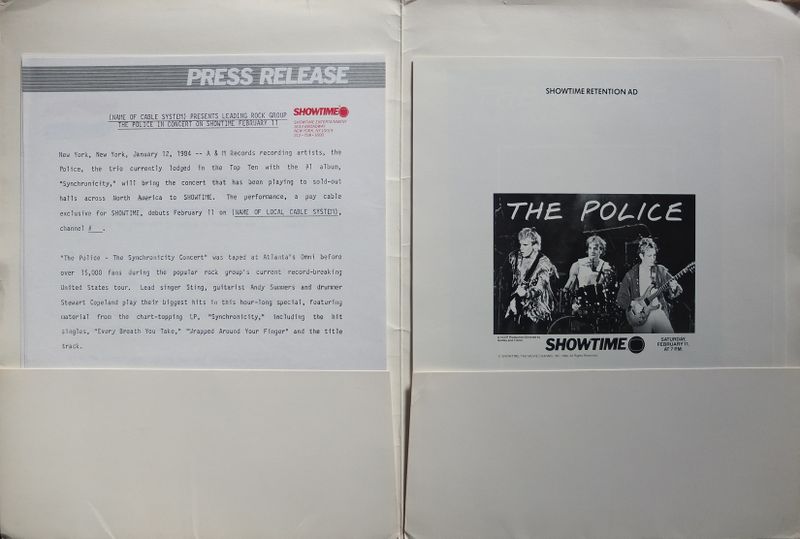 PRESS RELEASE
(NAME OF CABLE SYSTEM) PRESENTS LEADING ROCK GROUP
THE POLICE IN CONCERT ON SHOWTIME FEBRUARY 11
SHOWTIME
SHOWTIME ENTERTAINMENT
NEW YORK, NY
New York, New York, January 12, 1984 -- A & M Records recording artists, the
Police, the trio currently lodged in the Top Ten with the #1 album,
"Synchronicity," will bring the concert that has been playing to sold-out
halls across North America to SHOWTIME. The performance, a pay cable
exclusive for SHOWTIME, debuts February 11 on (NAME OF LOCAL CABLE SYSTEM),
channel #__.
"The Police - The Synchronicity Concert" was taped at Atlanta's Omni before
over 15,000 fans during the popular rock group's current record-breaking
United States tour. Lead singer Sting, guitarist Andy Summers and drummer
Stewart Copeland play their biggest hits in this hour-long special, featuring
material from the chart-topping LP, "Synchronicity," including the hit
singles, "Every Breath You Take," "Wrapped Around Your Finger" and the title
track.
SHOWTIME RETENTION AD
THE POLICE
SHOWTIME
SATURDAY,
FEBRUARY 11,
AT 7 PM.